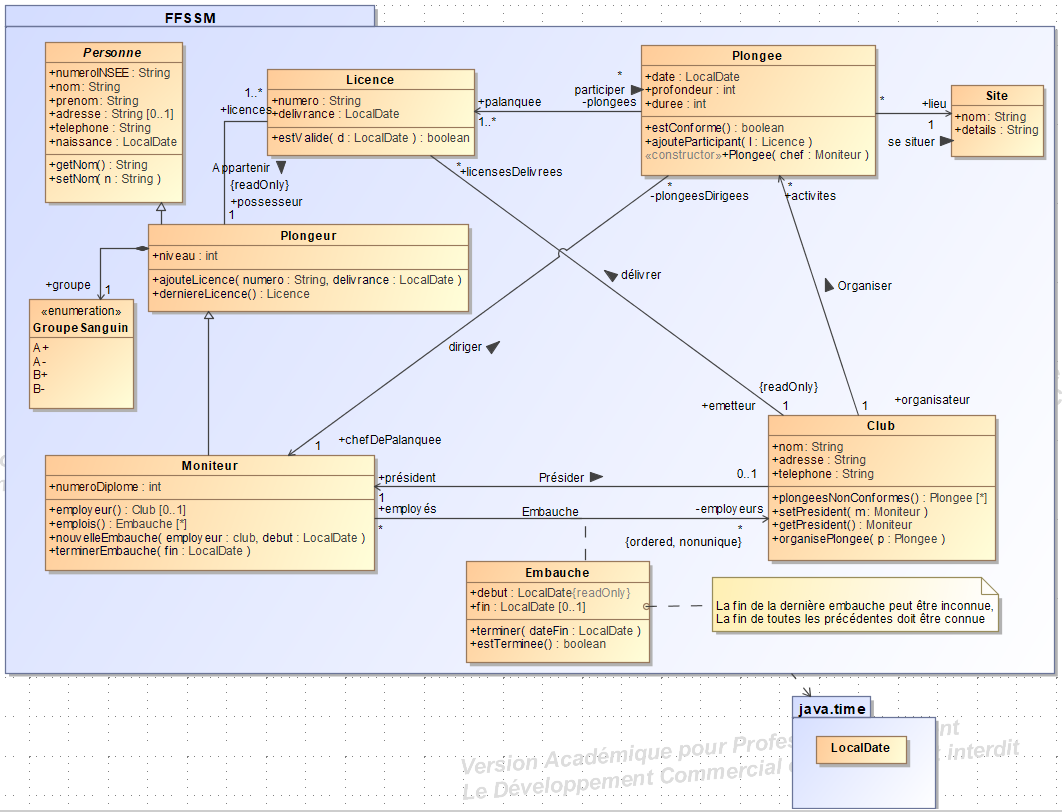 FFSSM
Personne
+numeroINSEE : String
+nom : String
+prenom : String
+adresse : String [0..1]
+telephone : String
+naissance : LocalDate
+getNom() : String
+setNom( n : String )
Licence
+numero : String
+delivrance : LocalDate
+estValide( d : LocalDate ) : boolean
1..*
+licences
+palanquee
1..*
*
participer
-plongees
Plongee
+date : LocalDate
+profondeur : int
+duree : int
+estConforme() : boolean
+ajouteParticipant( l : Licence )
«constructor»+Plongee( chef : Moniteur )
*
+lieu
1
se situer
Site
+nom : String
+details : String
Appartenir
{readOnly}
+possesseur
1
*
+licensesDelivrees
*
-plongeesDirigees
*
+activites
Plongeur
+niveau : int
+ajouteLicence( numero : String, delivrance : LocalDate )
+derniereLicence() : Licence
+groupe
1
«enumeration»
GroupeSanguin
A+
A-
B+
B-
délivrer
Organiser
diriger
{readOnly}
+emetteur
1
1
+organisateur
1
+chefDePalanquee
Club
+nom : String
+adresse : String
+telephone : String
+plongeesNonConformes() : Plongee [*]
+setPresident( m : Moniteur )
+getPresident() : Moniteur
+organisePlongee( p : Plongee )
Moniteur
+numeroDiplome : int
+employeur() : Club [0..1]
+emplois() : Embauche [*]
+nouvelleEmbauche( employeur : club, debut : LocalDate )
+terminerEmbauche( fin : LocalDate )
+président
1
Présider
0..1
+employés
*
Embauche
-employeurs
*
{ordered, nonunique}
Embauche
+debut : LocalDate{readOnly}
+fin : LocalDate [0..1]
+terminer( dateFin : LocalDate )
+estTerminee() : boolean
La fin de la dernière embauche peut être inconnue,
La fin de toutes les précédentes doit être connue
java.time
LocalDate
Version Académique pour
Le Développement Commercial
interdit